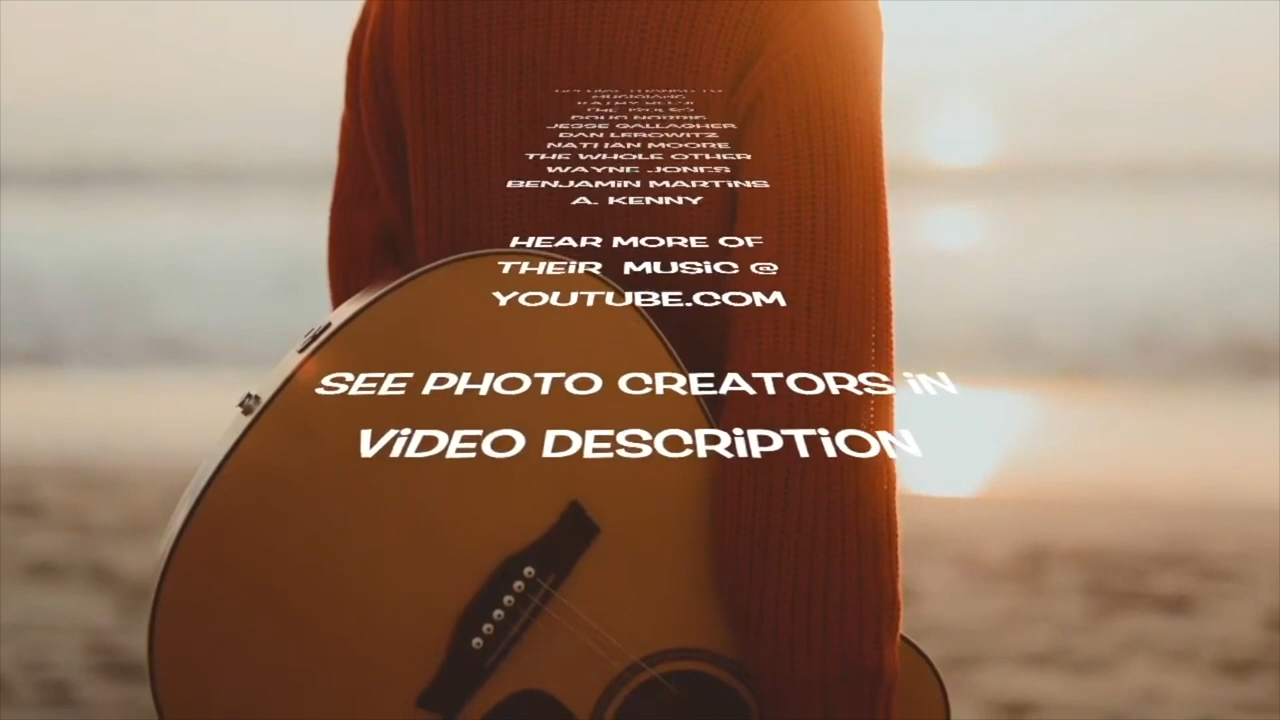 MUSICIANS
DOUG NORRIS
JESSE GALLAGHER
DAN LEBOWITZ
NATHAN MOORE
THE WHOLE OTHER
WAYNE JONES
BENJAMiN MARTiNS
A. KENNY
HEAR MORE OF
THEiR MUSiC @
YOUTUBE.COM
SEE PHOTO CREATORS iN
ViDEO DESCRiPTiON